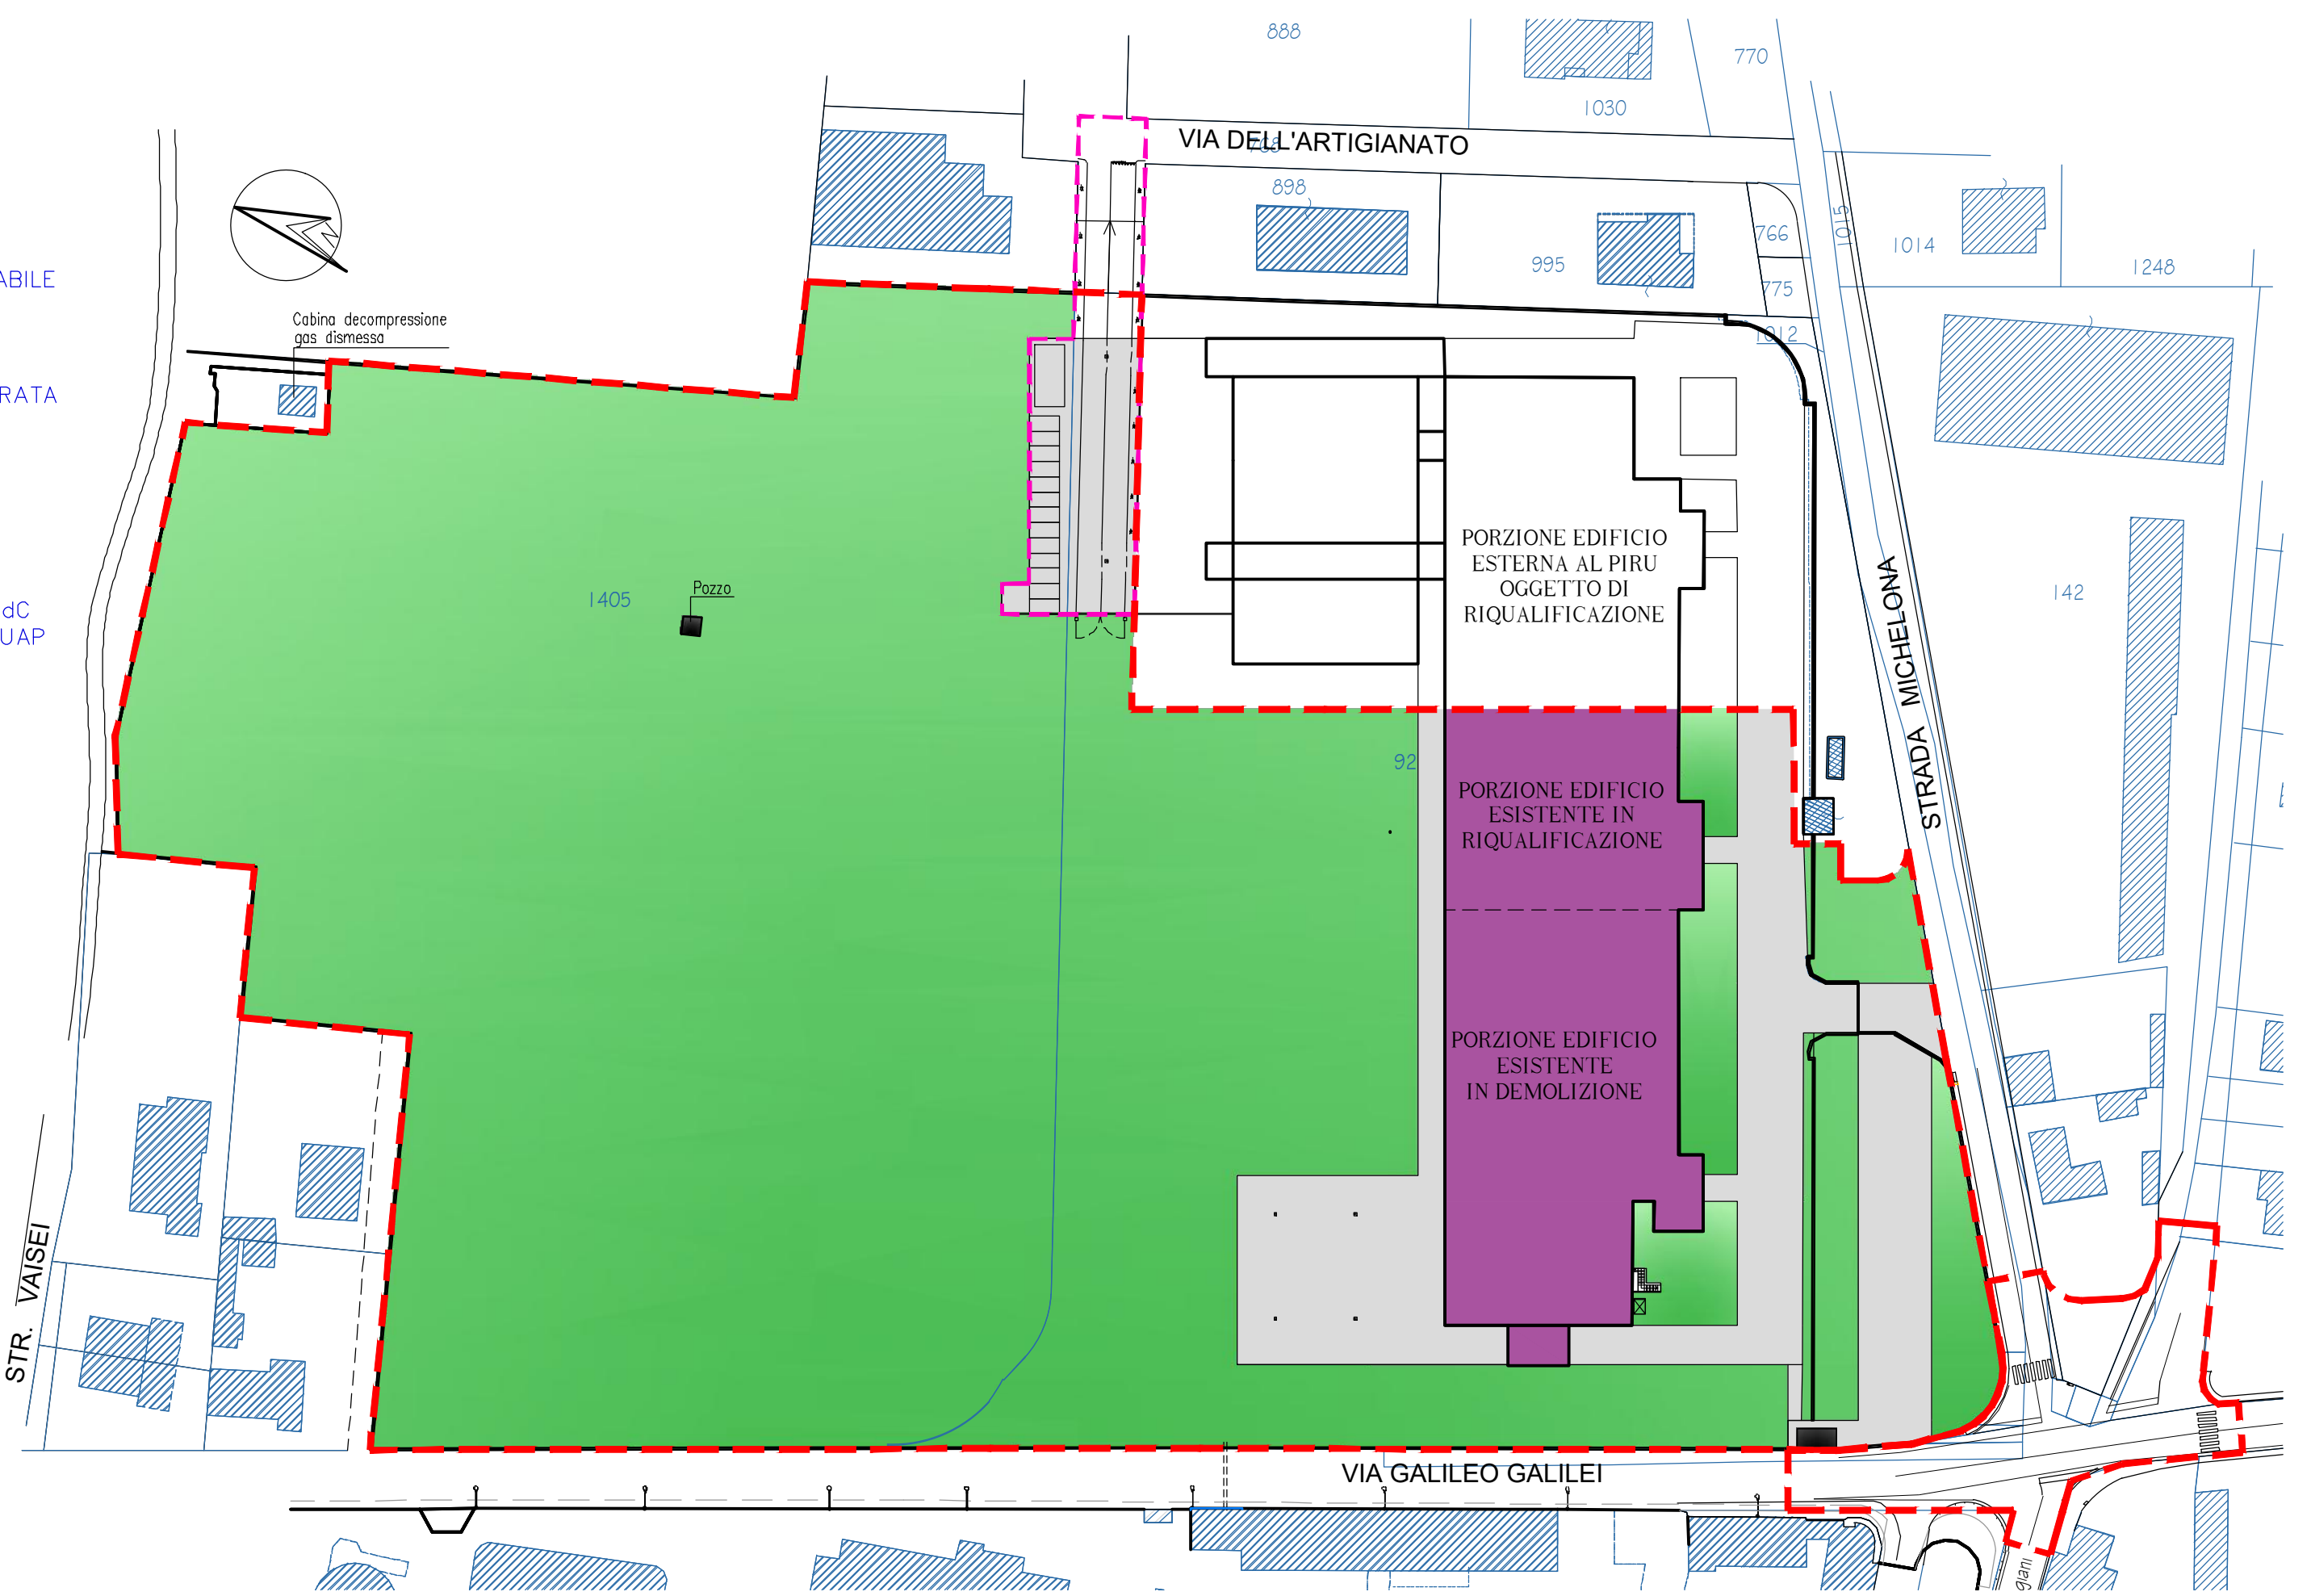 888
770
1030
VIA DELL'ARTIGIANATO
768
898
1015
766
1014
995
1248
775
ABILE
Cabina decompressione
gas dismessa
1012
RATA
PORZIONE EDIFICIO
ESTERNA AL PIRU
OGGETTO DI
RIQUALIFICAZIONE
Pozzo
1405
142
dC
UAP
STRADA MICHELONA
92
PORZIONE EDIFICIO
ESISTENTE IN
RIQUALIFICAZIONE
PORZIONE EDIFICIO
ESISTENTE
IN DEMOLIZIONE
STR. VAISEI
VIA GALILEO GALILEI
giani